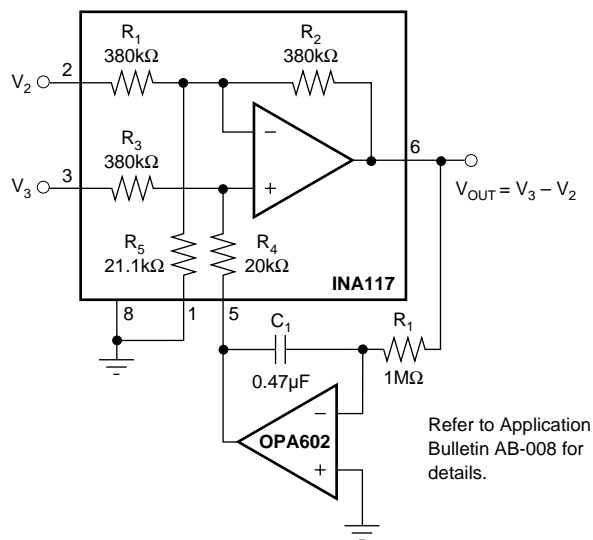 R1
380kΩ
R2
380kΩ
V2
2
R3
380kΩ
−
+
6
V3
3
VOUT = V3 – V2
R5
21.1kΩ
R4
20kΩ
INA117
8
1
5
C1
0.47µF
R1
1MΩ
−
OPA602
+
Refer to Application
Bulletin AB-008 for
details.